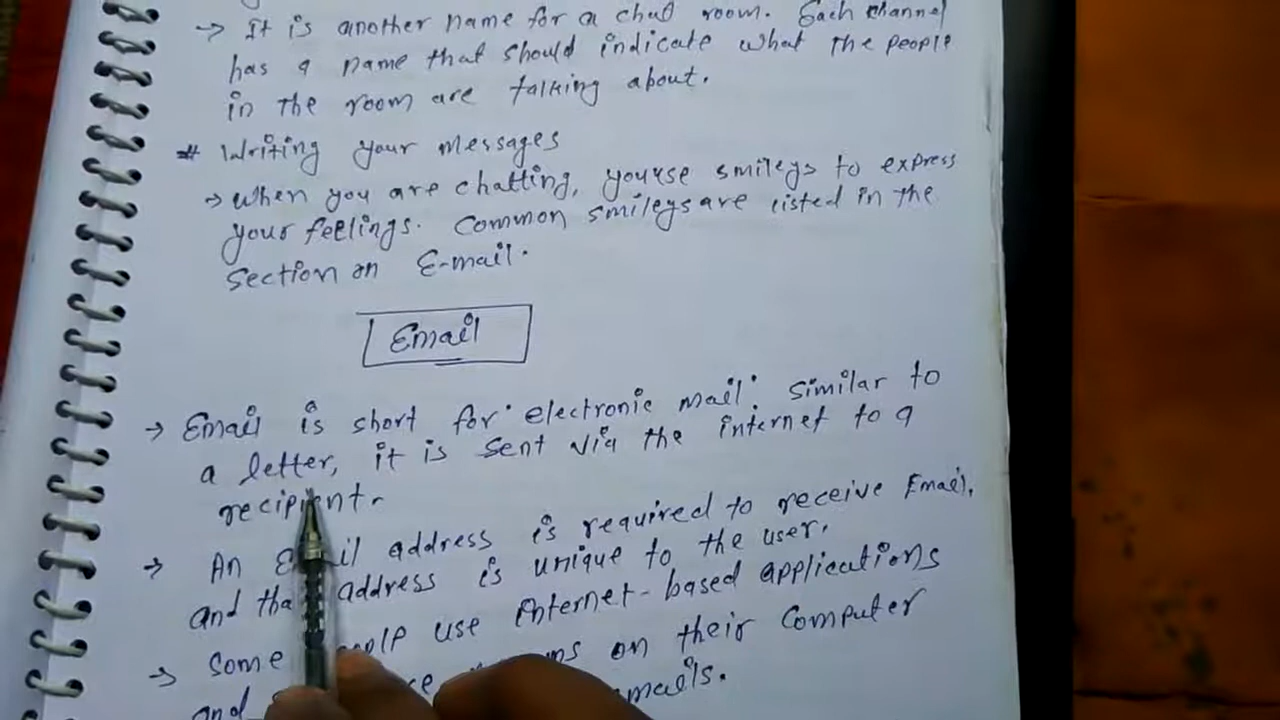 → It is another name for a chat room. Each channel
has a name that should indicate what the people
in the room are talking about.
# Writing your messages
→ When you are chatting, youuse smileys to express
your feelings. Common smileys are listed in the
section on E-mail.
Email
→ Email is short for electronic mail. Similar to
a letter, it is sent via the internet to a
recipient.
→ An address is required to receive Email,
and address is unique to the user.
→ Some use Internet-based applications
and on their computer